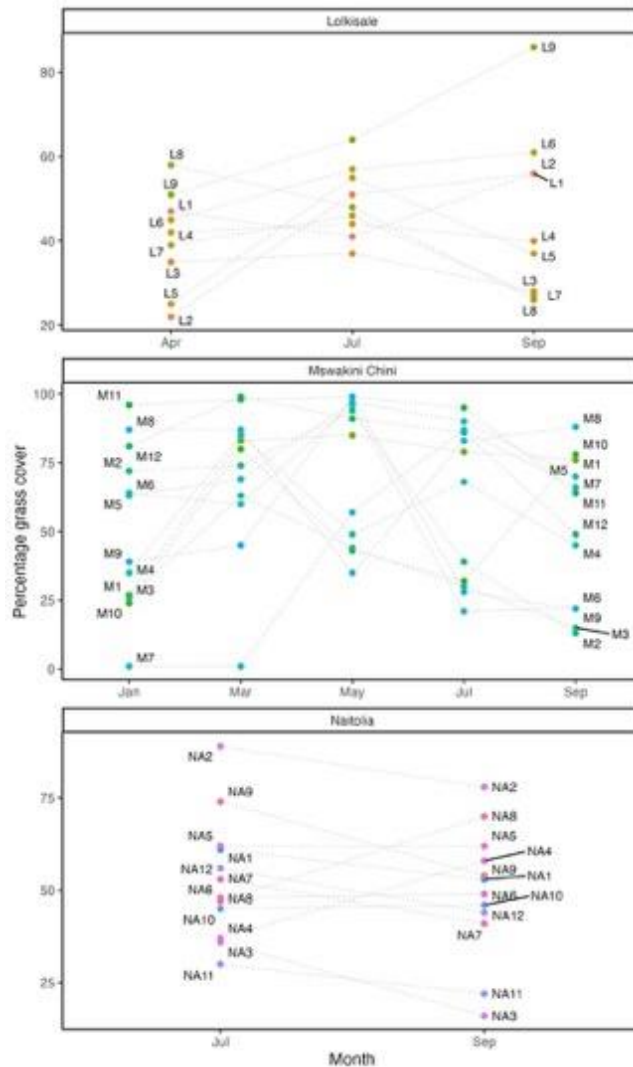 Lolkisale
80
60
40
20
L8
L9
L1
L6
L4
L7
L3
L5
L2
L9
L6
L2
L1
L4
L5
L3
L7
L8
Apr
Jul
Sep
Mswakini Chini
Percentage grass cover
100
75
50
25
0
M11
M8
M2
M12
M6
M5
M9
M4
M1
M3
M10
M7
M8
M10
M5
M1
M7
M11
M12
M4
M6
M9
M3
M2
Jan
Mar
May
Jul
Sep
Naitolia
75
50
25
NA2
NA9
NA5
NA1
NA12
NA7
NA6
NA8
NA10
NA4
NA3
NA11
NA2
NA8
NA5
NA4
NA9
NA1
NA6
NA10
NA12
NA7
NA11
NA3
Jul
Sep
Month